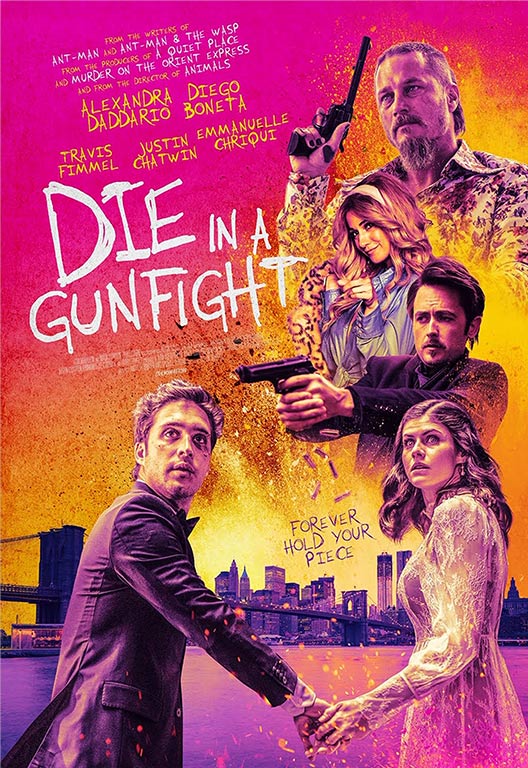 FROM THE WRITERS OF
ANT-MAN AND ANT-MAN & THE WASP
FROM THE PRODUCERS OF A QUIET PLACE
AND MURDER ON THE ORIENT EXPRESS
AND FROM THE DIRECTOR OF ANIMALS
ALEXANDRA DADDARIO
DIEGO BONETA
TRAVIS FIMMEL
JUSTIN CHATWIN
EMMANUELLE CHRIQUI
DIE IN A
GUNFIGHT
FOREVER
HOLD YOUR
PIECE